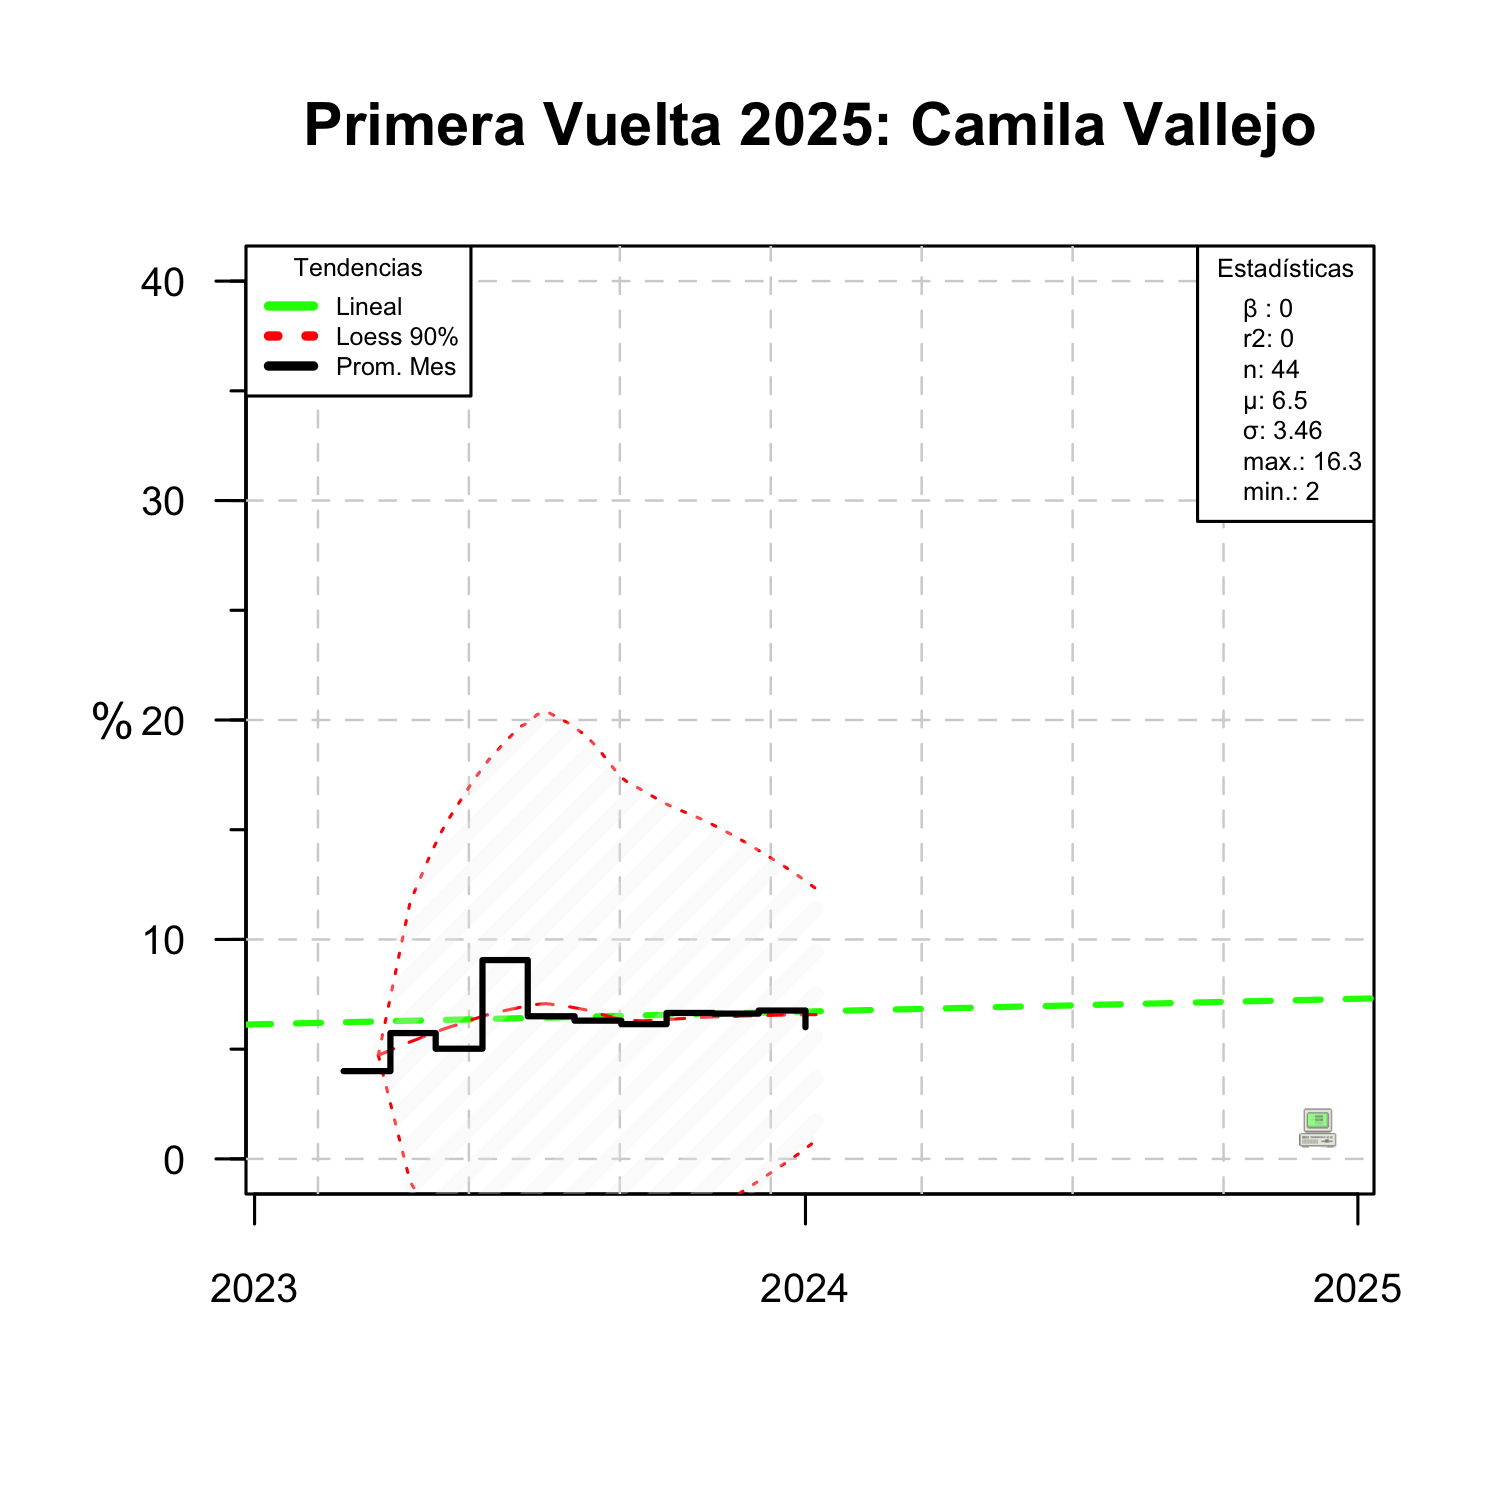 Primera Vuelta 2025: Camila Vallejo
Tendencias
Lineal
Loess 90%
Prom. Mes
Estadísticas
β : 0
r2: 0
n: 44
μ: 6.5
σ: 3.46
max.: 16.3
min.: 2
40
30
20
10
0
%
2023
2024
2025